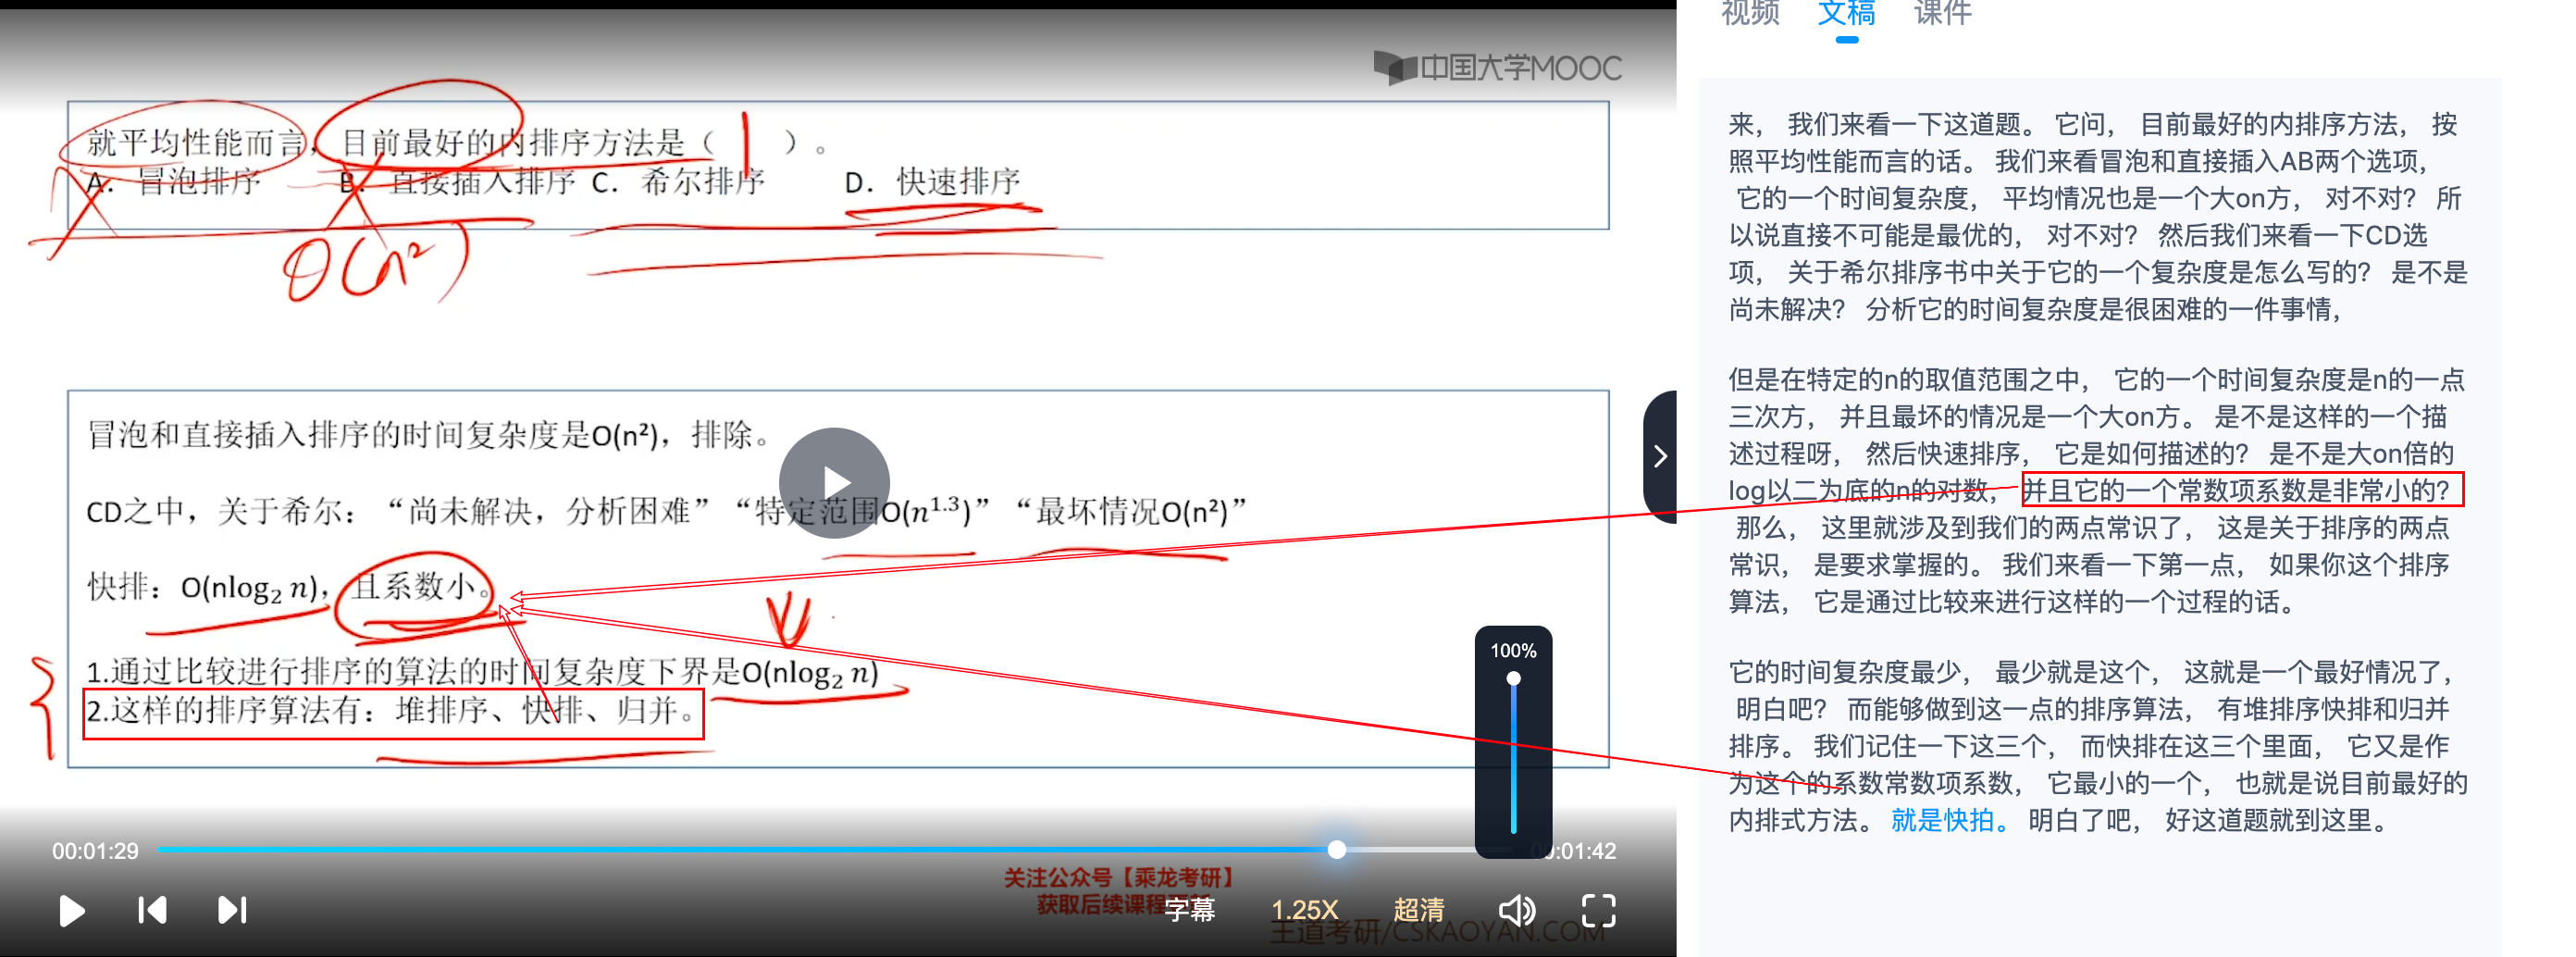 视频 文稿 课件
中国大学MOOC
就平均性能而言，目前最好的内排序方法是（ ）。
A. 冒泡排序 B. 直接插入排序 C. 希尔排序 D. 快速排序
O(n²)
冒泡和直接插入排序的时间复杂度是O(n²)，排除。
CD之中，关于希尔：“尚未解决，分析困难”“特定范围O(n^1.3)”“最坏情况O(n²)”
快排：O(nlog₂ n)，且系数小。
1.通过比较进行排序的算法的时间复杂度下界是O(nlog₂ n)
2.这样的排序算法有：堆排序、快排、归并。
100%
00:01:29
00:01:42
关注公众号【乘龙考研】
获取后续课程
字幕 1.25X 超清
王道考研/CSKAOYAN.COM
来， 我们来看一下这道题。 它问， 目前最好的内排序方法， 按
照平均性能而言的话。 我们来看冒泡和直接插入AB两个选项，
它的一个时间复杂度， 平均情况也是一个大on方， 对不对？ 所
以说直接不可能是最优的， 对不对？ 然后我们来看一下CD选
项， 关于希尔排序书中关于它的一个复杂度是怎么写的？ 是不是
尚未解决？ 分析它的时间复杂度是很困难的一件事情，
但是在特定的n的取值范围之中， 它的一个时间复杂度是n的一点
三次方， 并且最坏的情况是一个大on方。 是不是这样的一个描
述过程呀， 然后快速排序， 它是如何描述的？ 是不是大on倍的
log以二为底的n的对数， 并且它的一个常数项系数是非常小的？
那么， 这里就涉及到我们的两点常识了， 这是关于排序的两点
常识， 是要求掌握的。 我们来看一下第一点， 如果你这个排序
算法， 它是通过比较来进行这样的一个过程的话。
它的时间复杂度最少， 最少就是这个， 这就是一个最好情况了，
明白吧？ 而能够做到这一点的排序算法， 有堆排序快排和归并
排序。 我们记住一下这三个， 而快排在这三个里面， 它又是作
为这个的系数常数项系数， 它最小的一个， 也就是说目前最好的
内排式方法。 就是快拍。 明白了吧， 好这道题就到这里。